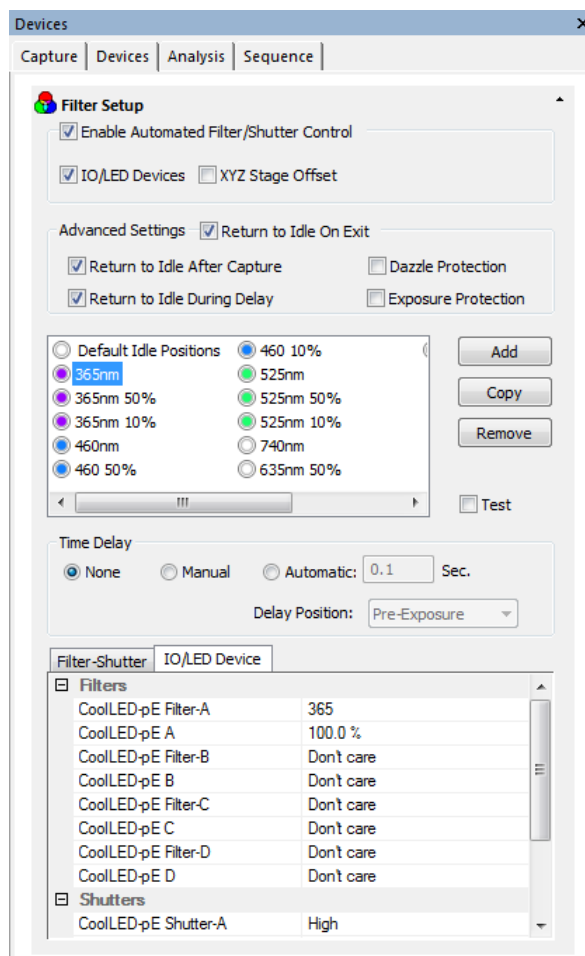 Devices
Capture Devices Analysis Sequence
Filter Setup
Enable Automated Filter/Shutter Control
IO/LED Devices XYZ Stage Offset
Advanced Settings Return to Idle On Exit
Return to Idle After Capture Dazzle Protection
Return to Idle During Delay Exposure Protection
Default Idle Positions 460 10% Add
365nm 525nm
365nm 50% 525nm 50% Copy
365nm 10% 525nm 10% Remove
460nm 740nm
460 50% 635nm 50%
Test
Time Delay
None Manual Automatic: 0.1 Sec.
Delay Position: Pre-Exposure
Filter-Shutter IO/LED Device
Filters
CoolLED-pE Filter-A 365
CoolLED-pE A 100.0 %
CoolLED-pE Filter-B Don't care
CoolLED-pE B Don't care
CoolLED-pE Filter-C Don't care
CoolLED-pE C Don't care
CoolLED-pE Filter-D Don't care
CoolLED-pE D Don't care
Shutters
CoolLED-pE Shutter-A High